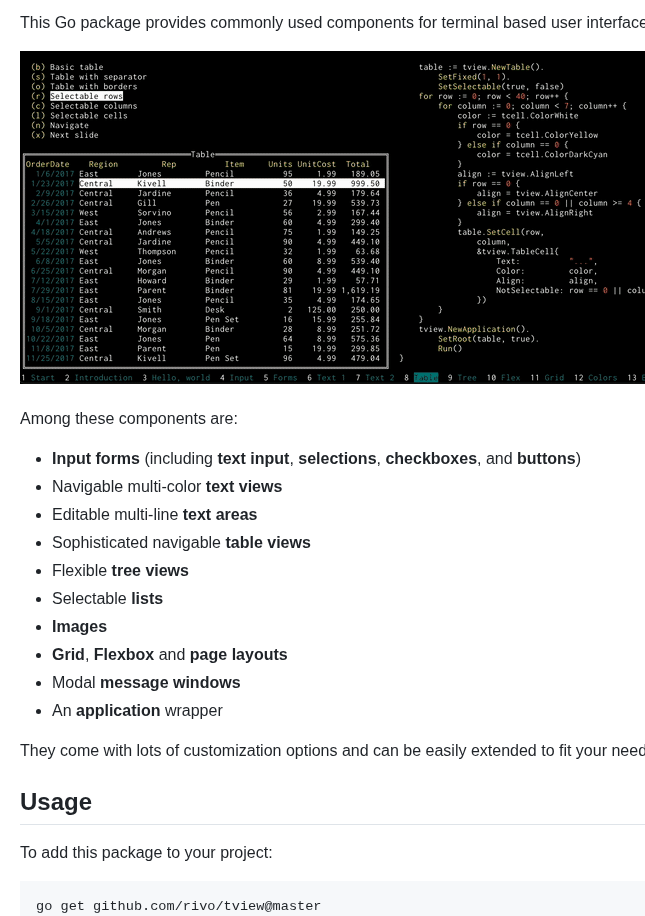 This Go package provides commonly used components for terminal based user interface
(b) Basic table
(s) Table with separator
(o) Table with borders
(r) Selectable rows
(c) Selectable columns
(l) Selectable cells
(n) Navigate
(x) Next slide
Table
OrderDate Region Rep Item Units UnitCost Total
1/6/2017 East Jones Pencil 95 1.99 189.05
1/23/2017 Central Kivell Binder 50 19.99 999.50
2/9/2017 Central Jardine Pencil 36 4.99 179.64
2/26/2017 Central Gill Pen 27 19.99 539.73
3/15/2017 West Sorvino Pencil 56 2.99 167.44
4/1/2017 East Jones Binder 60 4.99 299.40
4/18/2017 Central Andrews Pencil 75 1.99 149.25
5/5/2017 Central Jardine Pencil 90 4.99 449.10
5/22/2017 West Thompson Pencil 32 1.99 63.68
6/8/2017 East Jones Binder 60 8.99 539.40
6/25/2017 Central Morgan Pencil 90 4.99 449.10
7/12/2017 East Howard Binder 29 1.99 57.71
7/29/2017 East Parent Binder 81 19.99 1,619.19
8/15/2017 East Jones Pencil 35 4.99 174.65
9/1/2017 Central Smith Desk 2 125.00 250.00
9/18/2017 East Jones Pen Set 16 15.99 255.84
10/5/2017 Central Morgan Binder 28 8.99 251.72
10/22/2017 East Jones Pen 64 8.99 575.36
11/8/2017 East Parent Pen 15 19.99 299.85
11/25/2017 Central Kivell Pen Set 96 4.99 479.04
table := tview.NewTable().
SetFixed(1, 1).
SetSelectable(true, false)
for row := 0; row < 40; row++ {
for column := 0; column < 7; column++ {
color := tcell.ColorWhite
if row == 0 {
color = tcell.ColorYellow
} else if column == 0 {
color = tcell.ColorDarkCyan
}
align := tview.AlignLeft
if row == 0 {
align = tview.AlignCenter
} else if column == 0 || column >= 4 {
align = tview.AlignRight
}
table.SetCell(row,
column,
&tview.TableCell{
Text: "...",
Color: color,
Align: align,
NotSelectable: row == 0 || colu
})
}
}
tview.NewApplication().
SetRoot(table, true).
Run()
}
1 Start 2 Introduction 3 Hello, world 4 Input 5 Forms 6 Text 1 7 Text 2 8 Table 9 Tree 10 Flex 11 Grid 12 Colors 13 E
Among these components are:
• Input forms (including text input, selections, checkboxes, and buttons)
• Navigable multi-color text views
• Editable multi-line text areas
• Sophisticated navigable table views
• Flexible tree views
• Selectable lists
• Images
• Grid, Flexbox and page layouts
• Modal message windows
• An application wrapper
They come with lots of customization options and can be easily extended to fit your need
Usage
To add this package to your project:
go get github.com/rivo/tview@master